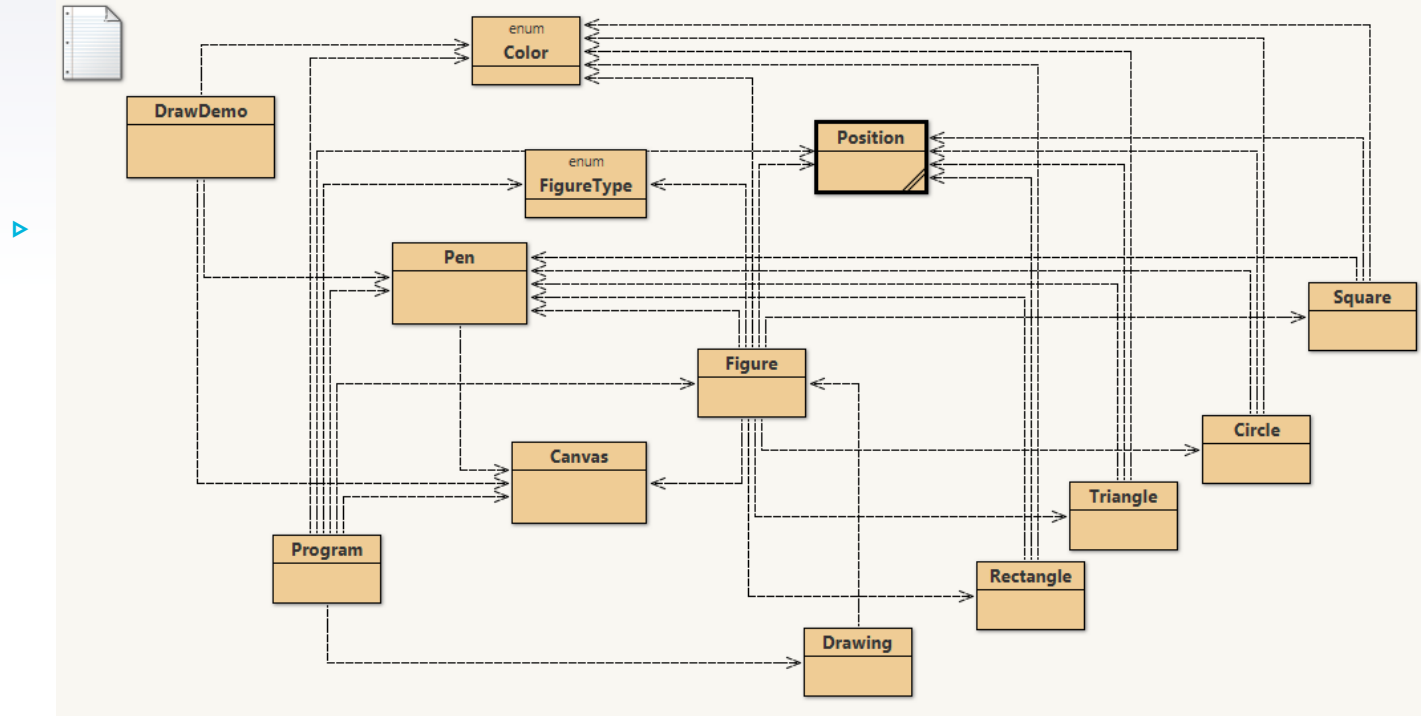 enum
Color
DrawDemo
Position
enum
FigureType
Pen
Square
Figure
Circle
Canvas
Triangle
Program
Rectangle
Drawing